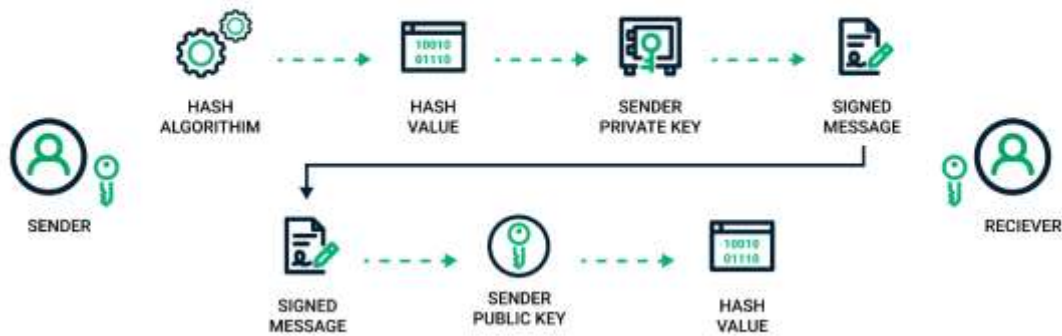 10010
01110
HASH
ALGORITHIM
HASH
VALUE
SENDER
PRIVATE KEY
SIGNED
MESSAGE
SENDER
RECIEVER
10010
01110
SIGNED
MESSAGE
SENDER
PUBLIC KEY
HASH
VALUE